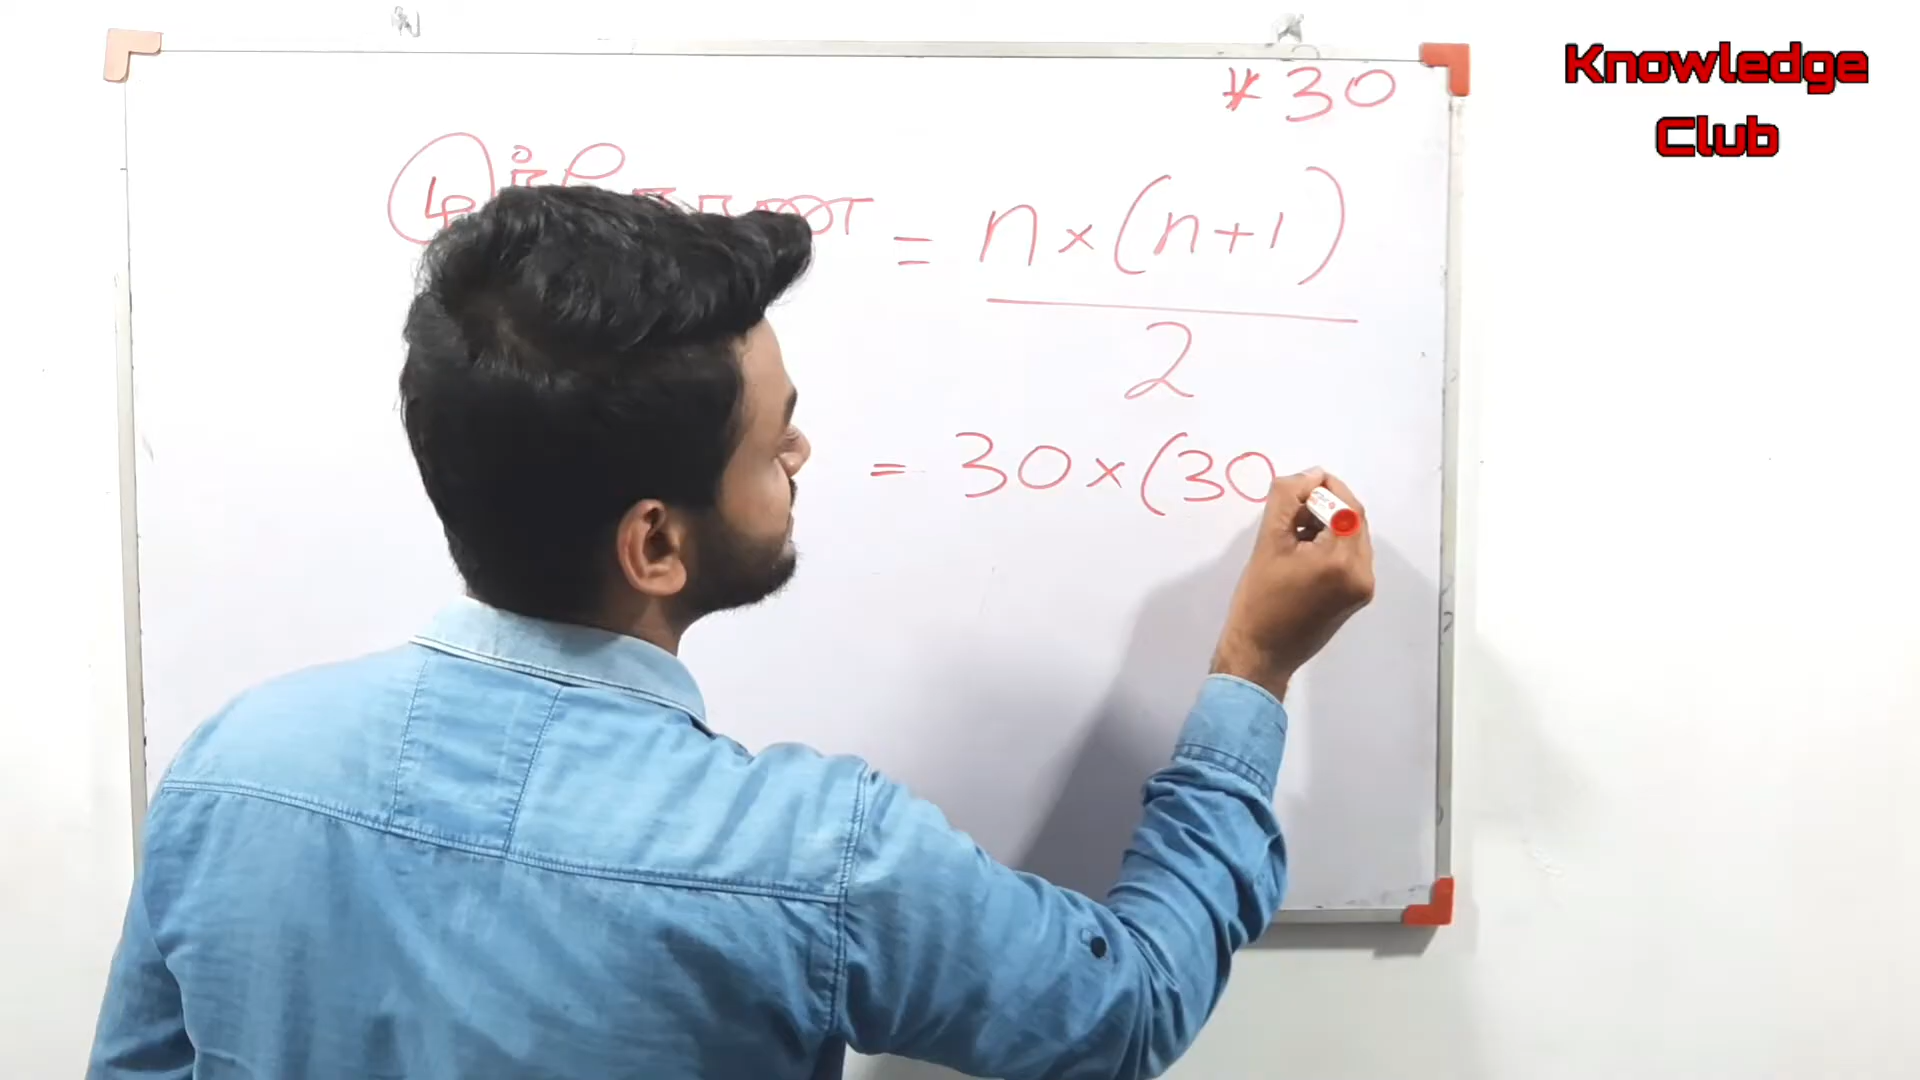 Knowledge
Club
* 30
= n × (n+1)
2
= 30 × (30